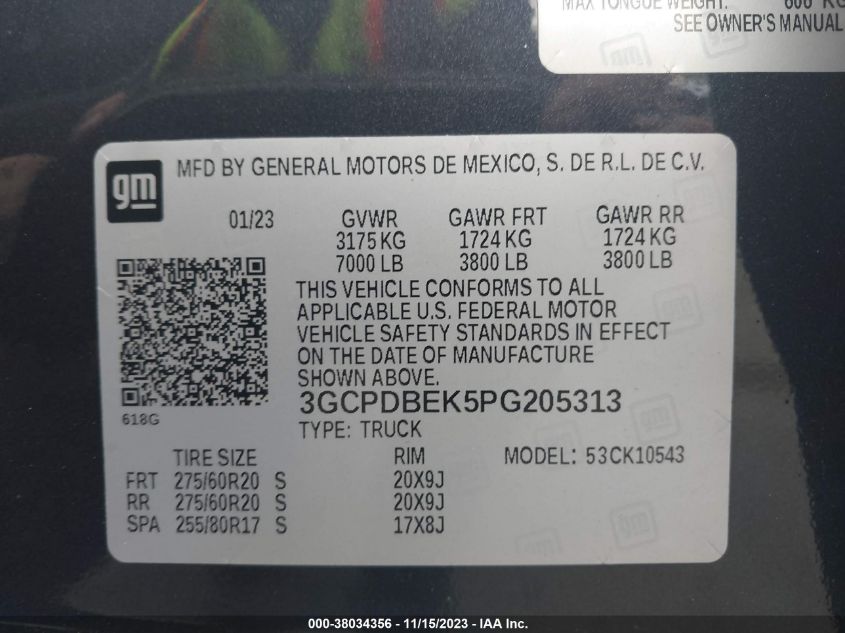 MAX TONGUE WEIGHT: 600 KG
SEE OWNER'S MANUAL
gm
MFD BY GENERAL MOTORS DE MEXICO, S. DE R.L. DE C.V.
01/23 GVWR GAWR FRT GAWR RR
3175 KG 1724 KG 1724 KG
7000 LB 3800 LB 3800 LB
THIS VEHICLE CONFORMS TO ALL
APPLICABLE U.S. FEDERAL MOTOR
VEHICLE SAFETY STANDARDS IN EFFECT
ON THE DATE OF MANUFACTURE
SHOWN ABOVE.
3GCPDBEK5PG205313
618G
TYPE: TRUCK
TIRE SIZE RIM MODEL: 53CK10543
FRT 275/60R20 S 20X9J
RR 275/60R20 S 20X9J
SPA 255/80R17 S 17X8J
000-38034356 - 11/15/2023 - IAA Inc.